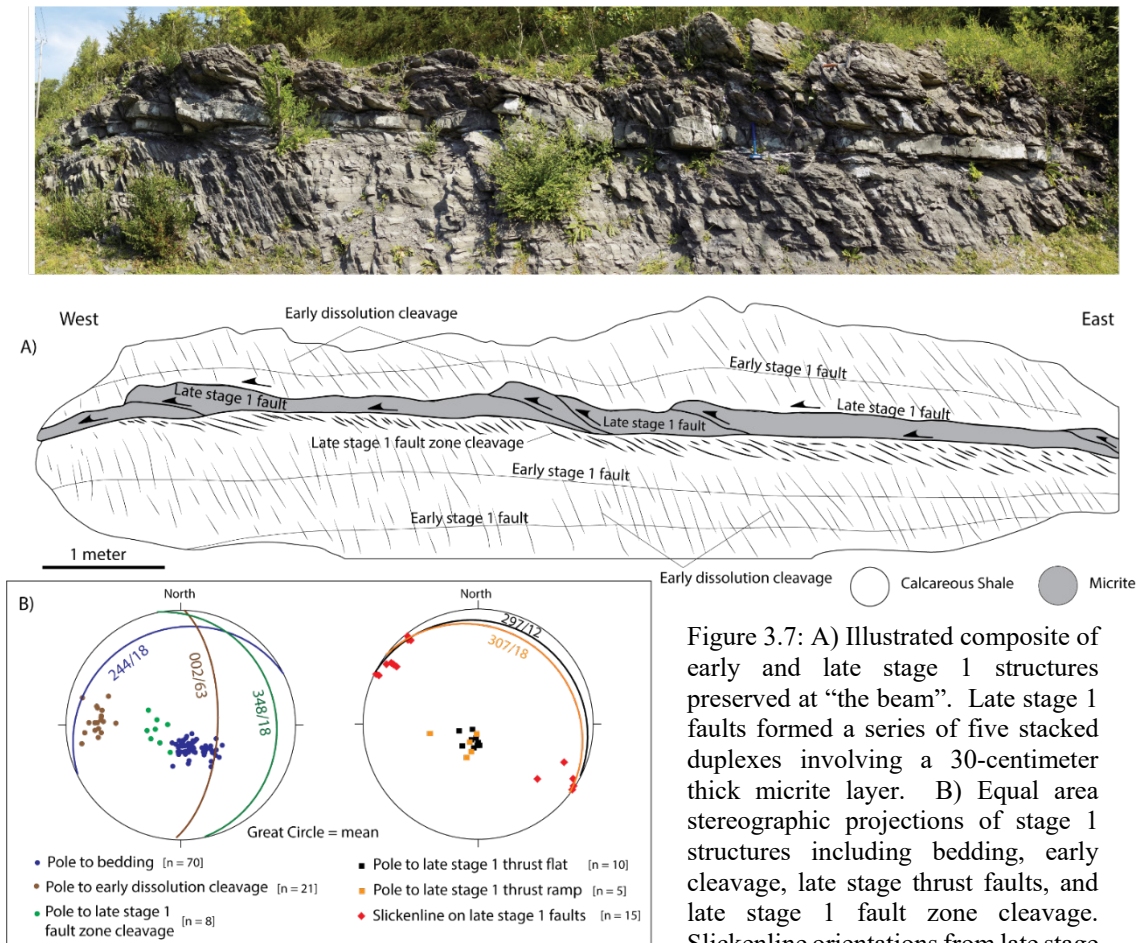 West
East
A)
Early dissolution cleavage
Early stage 1 fault
Late stage 1 fault
Late stage 1 fault
Late stage 1 fault
Late stage 1 fault zone cleavage
Early stage 1 fault
Early stage 1 fault
1 meter
Early dissolution cleavage
Calcareous Shale
Micrite
B)
North
North
244/18
002/63
348/18
297/12
307/18
Great Circle = mean
Pole to bedding [n = 70]
Pole to early dissolution cleavage [n = 21]
Pole to late stage 1
fault zone cleavage [n = 8]
Pole to late stage 1 thrust flat [n = 10]
Pole to late stage 1 thrust ramp [n = 5]
Slickenline on late stage 1 faults [n = 15]
Figure 3.7: A) Illustrated composite of
early and late stage 1 structures
preserved at “the beam”. Late stage 1
faults formed a series of five stacked
duplexes involving a 30-centimeter
thick micrite layer. B) Equal area
stereographic projections of stage 1
structures including bedding, early
cleavage, late stage thrust faults, and
late stage 1 fault zone cleavage.
Slickenline orientations from late stage